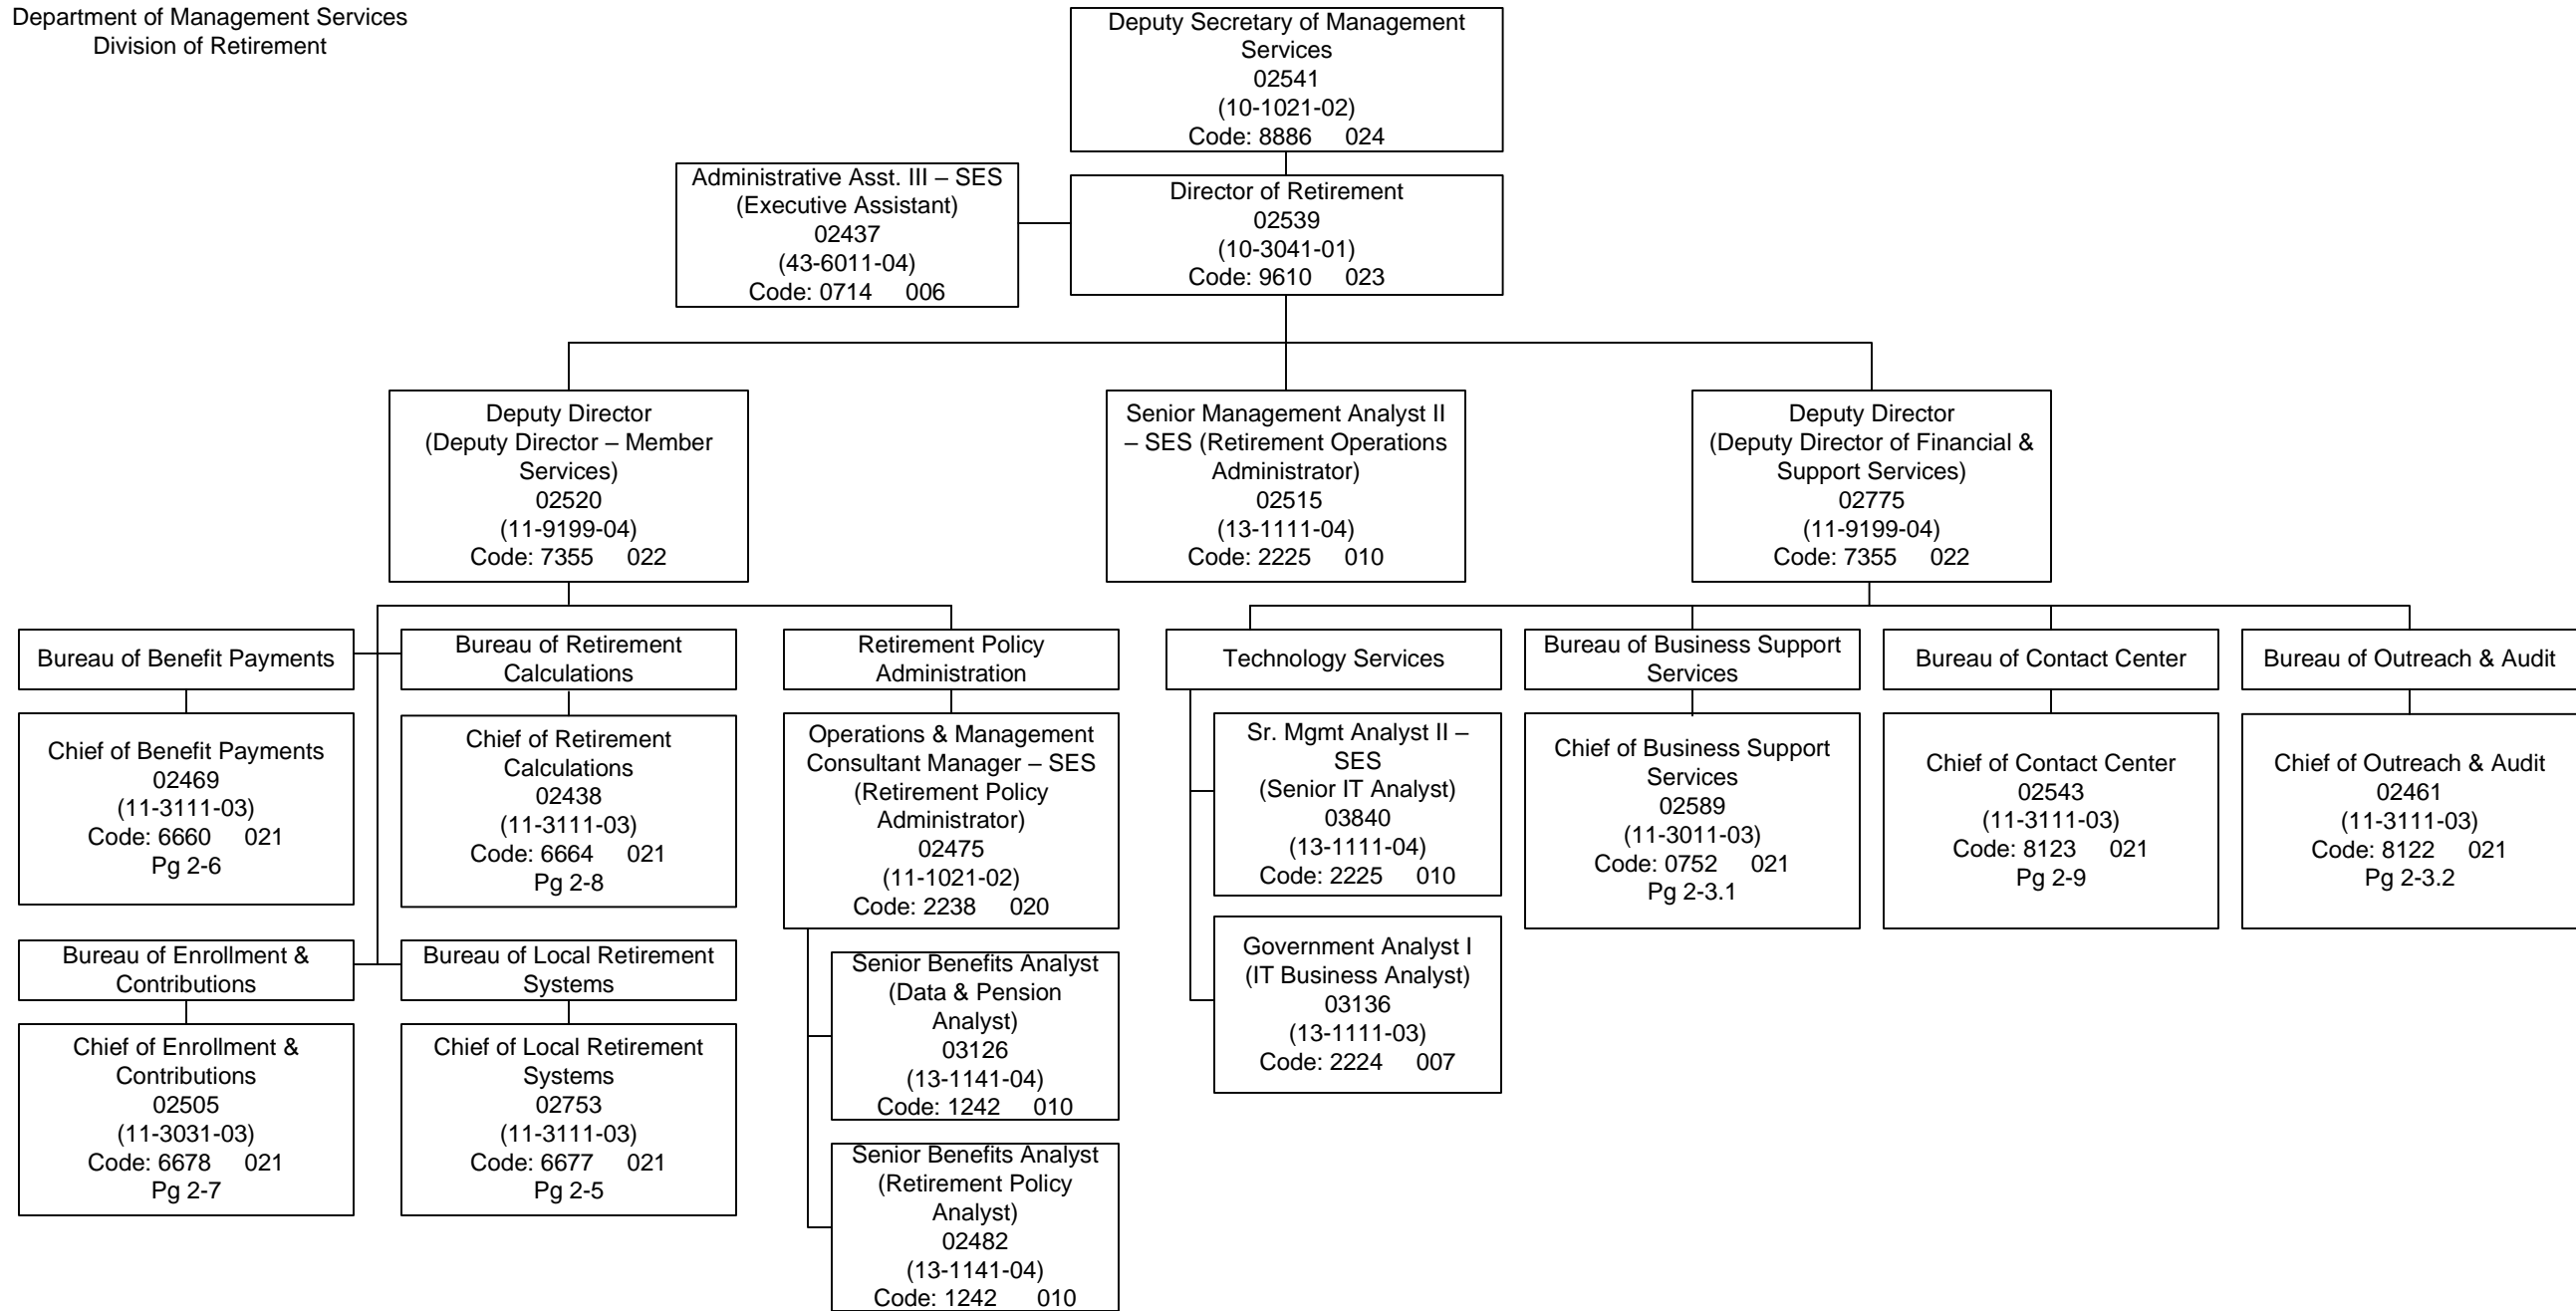 Department of Management Services
Division of Retirement
Deputy Secretary of Management
Services
02541
(10-1021-02)
Code: 8886 024
Administrative Asst. III – SES
(Executive Assistant)
02437
(43-6011-04)
Code: 0714 006
Director of Retirement
02539
(10-3041-01)
Code: 9610 023
Deputy Director
(Deputy Director – Member
Services)
02520
(11-9199-04)
Code: 7355 022
Senior Management Analyst II
– SES (Retirement Operations
Administrator)
02515
(13-1111-04)
Code: 2225 010
Deputy Director
(Deputy Director of Financial &
Support Services)
02775
(11-9199-04)
Code: 7355 022
Bureau of Benefit Payments
Chief of Benefit Payments
02469
(11-3111-03)
Code: 6660 021
Pg 2-6
Bureau of Retirement
Calculations
Chief of Retirement
Calculations
02438
(11-3111-03)
Code: 6664 021
Pg 2-8
Bureau of Enrollment &
Contributions
Chief of Enrollment &
Contributions
02505
(11-3031-03)
Code: 6678 021
Pg 2-7
Bureau of Local Retirement
Systems
Chief of Local Retirement
Systems
02753
(11-3111-03)
Code: 6677 021
Pg 2-5
Retirement Policy
Administration
Operations & Management
Consultant Manager – SES
(Retirement Policy
Administrator)
02475
(11-1021-02)
Code: 2238 020
Senior Benefits Analyst
(Data & Pension
Analyst)
03126
(13-1141-04)
Code: 1242 010
Senior Benefits Analyst
(Retirement Policy
Analyst)
02482
(13-1141-04)
Code: 1242 010
Technology Services
Sr. Mgmt Analyst II –
SES
(Senior IT Analyst)
03840
(13-1111-04)
Code: 2225 010
Government Analyst I
(IT Business Analyst)
03136
(13-1111-03)
Code: 2224 007
Bureau of Business Support
Services
Chief of Business Support
Services
02589
(11-3011-03)
Code: 0752 021
Pg 2-3.1
Bureau of Contact Center
Chief of Contact Center
02543
(11-3111-03)
Code: 8123 021
Pg 2-9
Bureau of Outreach & Audit
Chief of Outreach & Audit
02461
(11-3111-03)
Code: 8122 021
Pg 2-3.2